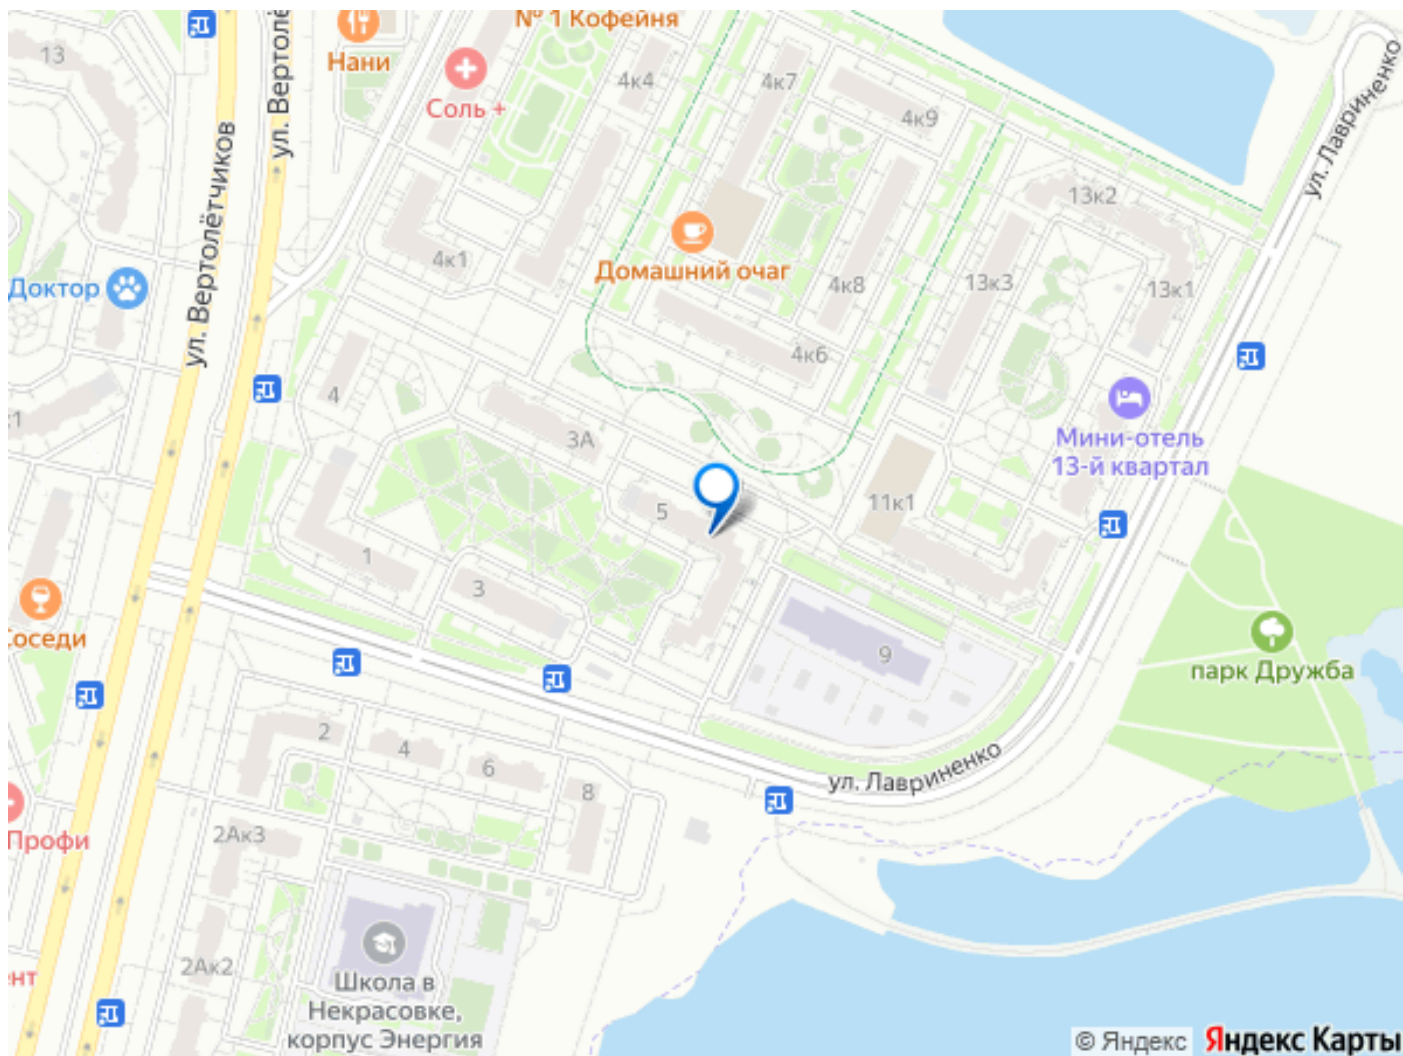 № 1 Кофейня
13
Нани
4к4
4к7
Соль +
4к9
ул. Вертолётчиков
ул. Вертолё
ул. Лавриненко
13к2
4к1
Домашний очаг
Доктор
4к8
13к3
13к1
4к6
4
3А
Мини-отель
13-й квартал
5
11к1
1
3
Соседи
9
парк Дружба
2
4
6
8
ул. Лавриненко
2Ак3
Профи
2Ак2
Школа в
Некрасовке,
корпус Энергия
ент
© Яндекс Яндекс Карты